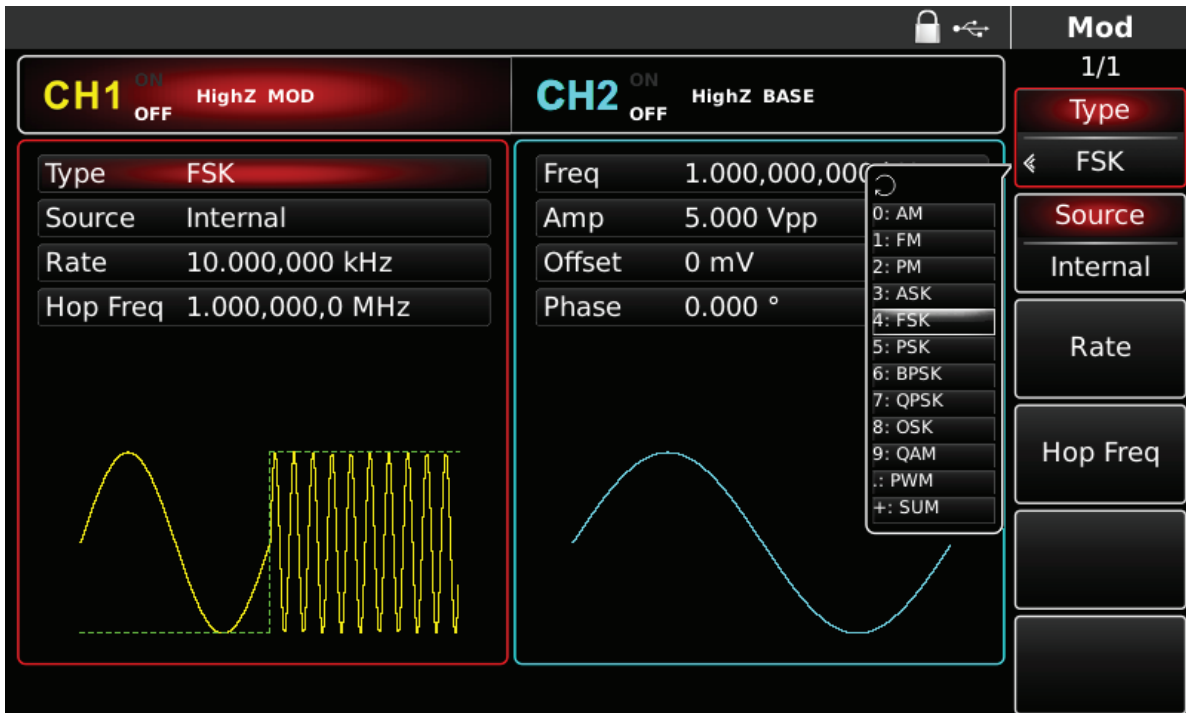 Mod
1/1
CH1 ON OFF HighZ MOD
CH2 ON OFF HighZ BASE
Type FSK
Source Internal
Rate 10.000,000 kHz
Hop Freq 1.000,000,0 MHz
Freq 1.000,000,000
Amp 5.000 Vpp
Offset 0 mV
Phase 0.000 °
0: AM
1: FM
2: PM
3: ASK
4: FSK
5: PSK
6: BPSK
7: QPSK
8: OSK
9: QAM
.: PWM
+: SUM
Type
FSK
Source
Internal
Rate
Hop Freq